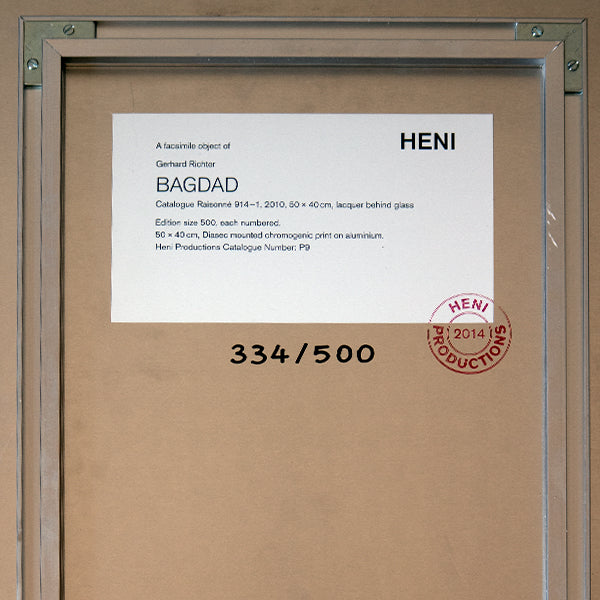 HENI
A facsimile object of
Gerhard Richter
BAGDAD
Catalogue Raisonné 914–1, 2010, 50 × 40 cm, lacquer behind glass
Edition size 500, each numbered.
50 × 40 cm, Diasec mounted chromogenic print on aluminium.
Heni Productions Catalogue Number: P9
334/500
HENI
2014
PRODUCTIONS